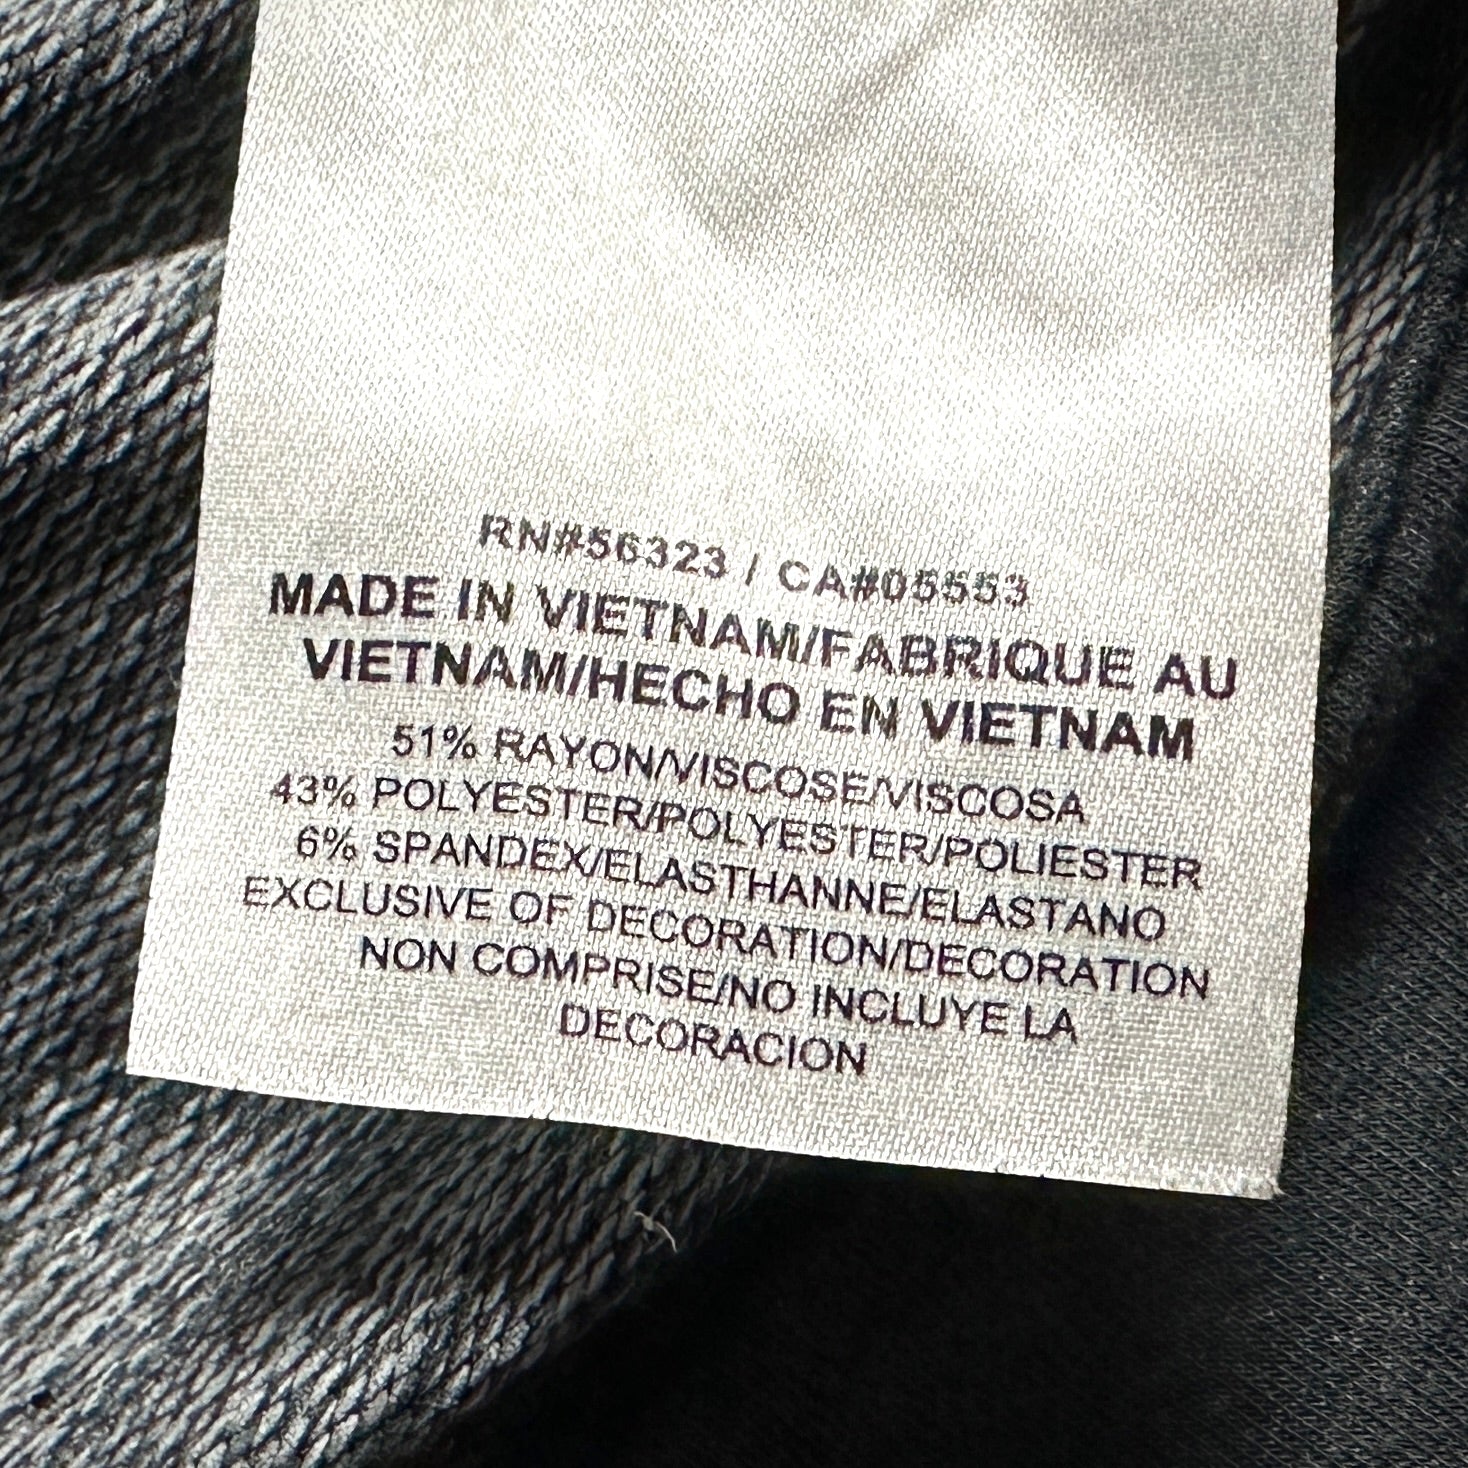 RN#56323 / CA#05553
MADE IN VIETNAM/FABRIQUE AU
VIETNAM/HECHO EN VIETNAM
51% RAYON/VISCOSE/VISCOSA
43% POLYESTER/POLYESTER/POLIESTER
6% SPANDEX/ELASTHANNE/ELASTANO
EXCLUSIVE OF DECORATION/DECORATION
NON COMPRISE/NO INCLUYE LA
DECORACION